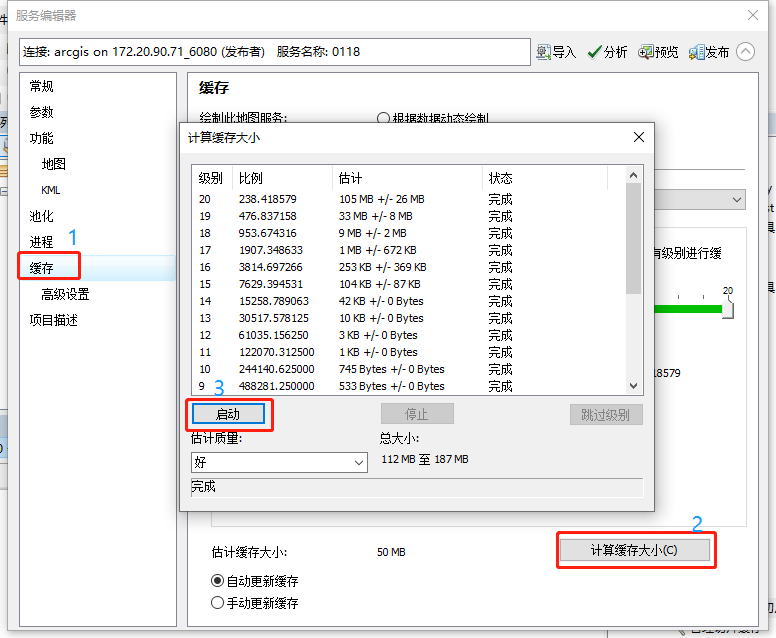 服务编辑器
连接: arcgis on 172.20.90.71_6080 (发布者) 服务名称: 0118
导入 分析 预览 发布
常规
参数
功能
地图
KML
池化
进程
1
缓存
高级设置
项目描述
缓存
绘制此地图服务: 根据数据动态绘制
计算缓存大小
级别 比例 估计 状态
20 238.418579 105 MB +/- 26 MB 完成
19 476.837158 33 MB +/- 8 MB 完成
18 953.674316 9 MB +/- 2 MB 完成
17 1907.348633 1 MB +/- 672 KB 完成
16 3814.697266 253 KB +/- 369 KB 完成
15 7629.394531 104 KB +/- 87 KB 完成
14 15258.789063 42 KB +/- 0 Bytes 完成
13 30517.578125 10 KB +/- 0 Bytes 完成
12 61035.156250 3 KB +/- 0 Bytes 完成
11 122070.312500 1 KB +/- 0 Bytes 完成
10 244140.625000 745 Bytes +/- 0 Bytes 完成
9 488281.250000 533 Bytes +/- 0 Bytes 完成
3
启动 停止 跳过级别
估计质量: 总大小:
好 112 MB 至 187 MB
完成
有级别进行缓
20
18579
2
估计缓存大小: 50 MB 计算缓存大小(C)
自动更新缓存
手动更新缓存